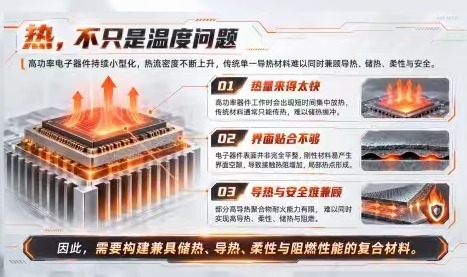 热，不只是温度问题
高功率电子器件持续小型化，热流密度不断上升，传统单一导热材料难以同时兼顾导热、储热、柔性与安全。
01 热量来得太快
高功率器件工作时会出现短时间集中放热，
传统材料通常只能传热，难以储热缓冲。
02 界面贴合不够
电子器件表面并非完全平整，刚性材料易产生
界面空隙，导致接触热阻增加，局部热点形成。
03 导热与安全难兼顾
部分高导热聚合物耐火能力有限，难以同时
实现高导热、柔性、储热与阻燃。
因此，需要构建兼具储热、导热、柔性与阻燃性能的复合材料。